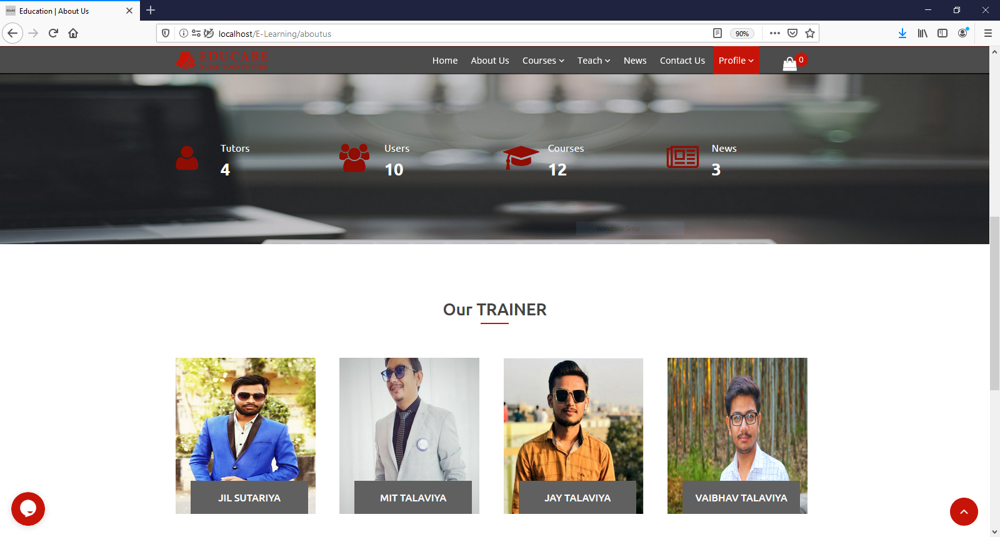 Education | About Us
localhost/E-Learning/aboutus
90%
EDUCARE
Home
About Us
Courses
Teach
News
Contact Us
Profile
0
Tutors
4
Users
10
Courses
12
News
3
Window Snip
Our TRAINER
JIL SUTARIYA
MIT TALAVIYA
JAY TALAVIYA
VAIBHAV TALAVIYA